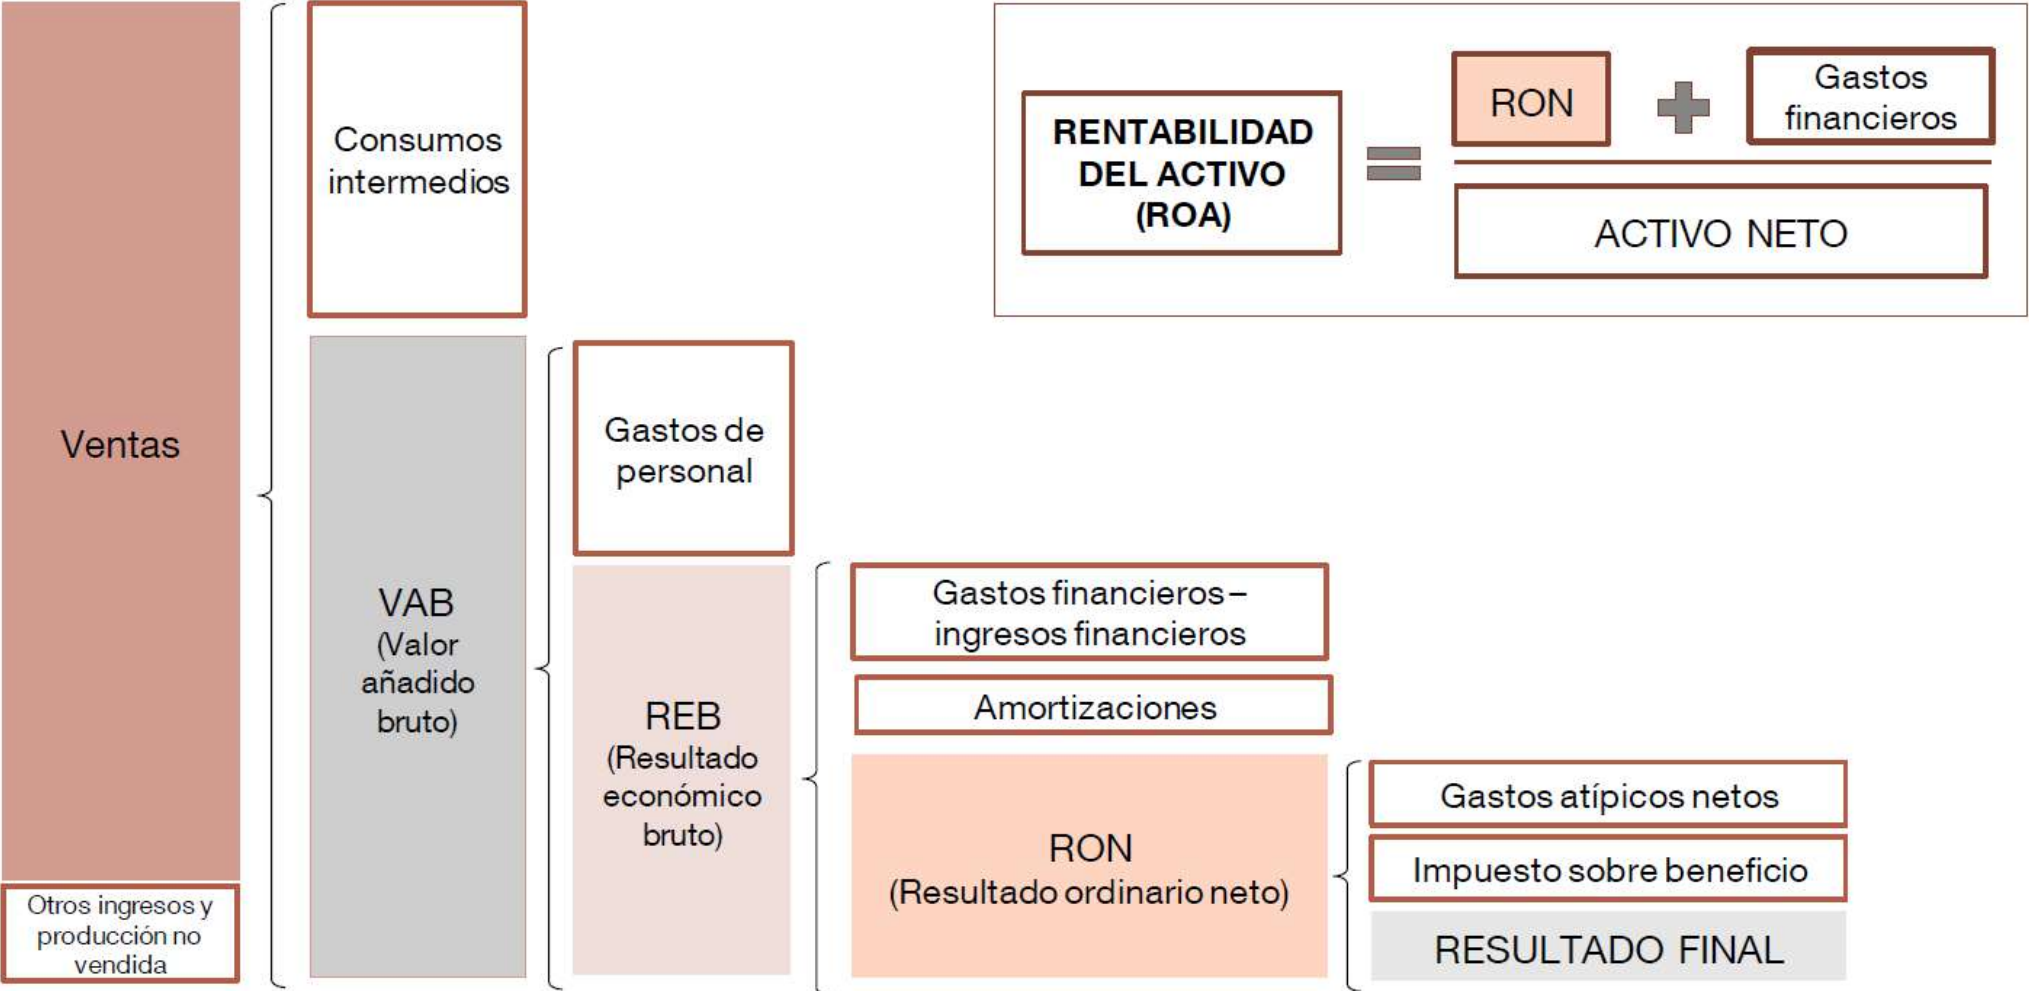 Ventas
Otros ingresos y
producción no
vendida
Consumos
intermedios
VAB
(Valor
añadido
bruto)
Gastos de
personal
REB
(Resultado
económico
bruto)
Gastos financieros –
ingresos financieros
Amortizaciones
RON
(Resultado ordinario neto)
Gastos atípicos netos
Impuesto sobre beneficio
RESULTADO FINAL
RENTABILIDAD
DEL ACTIVO
(ROA)
RON
Gastos
financieros
ACTIVO NETO